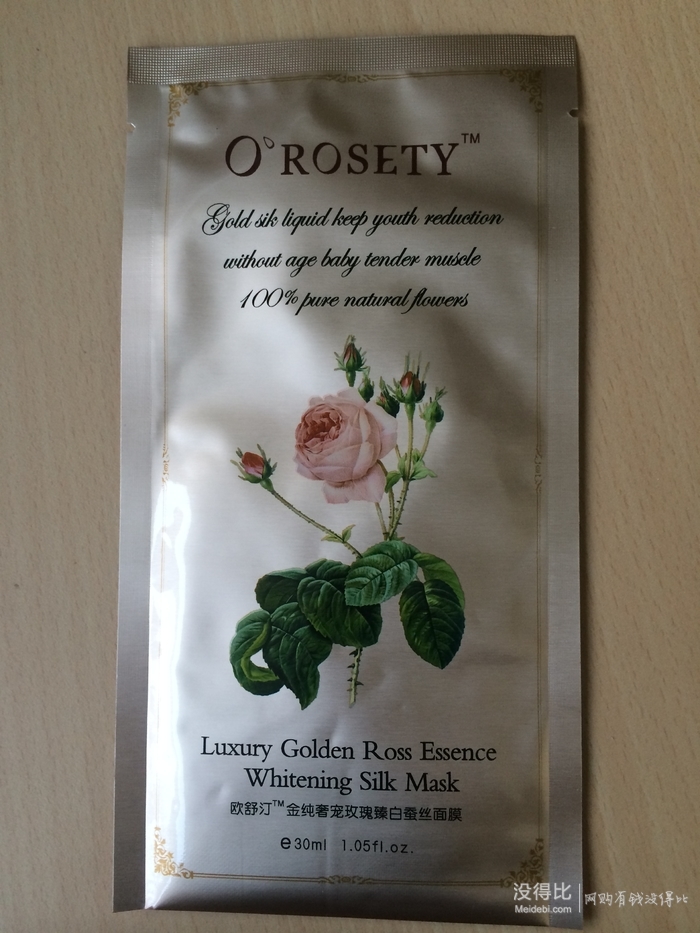 O'ROSETY™
Gold sik liquid keep youth reduction
without age baby tender muscle
100% pure natural flowers
Luxury Golden Ross Essence
Whitening Silk Mask
欧舒汀™金纯奢宠玫瑰臻白蚕丝面膜
e30ml 1.05fl.oz.
没得比
Meidebi.com
网购有钱没得比